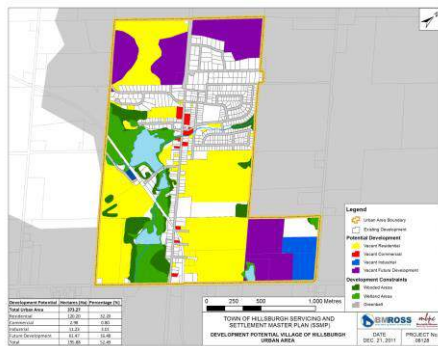 Legend
Urban Area Boundary
Existing Development
Potential Development
Vacant Residential
Vacant Commercial
Vacant Industrial
Vacant Future Development
Development Constraints
Wooded Areas
Wetland Areas
Greenbelt
0 250 500 1,000 Metres
TOWN OF HILLSBURGH SERVICING AND
SETTLEMENT MASTER PLAN (SSMP)
DEVELOPMENT POTENTIAL VILLAGE OF HILLSBURGH
URBAN AREA
BMROSS
DATE
DEC. 21, 2011
PROJECT No.
08128
Development Potential Hectares (Ha) Percentage (%)
Total Urban Area
Residential
Commercial
Industrial
Future Development
Total